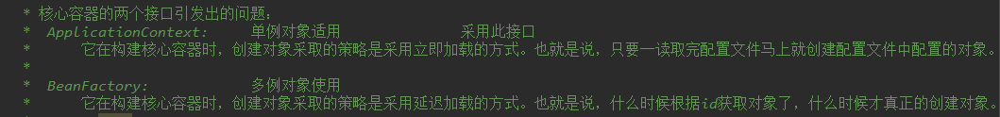 * 核心容器的两个接口引发出的问题：
* ApplicationContext: 单例对象适用 采用此接口
* 它在构建核心容器时，创建对象采取的策略是采用立即加载的方式。也就是说，只要一读取完配置文件马上就创建配置文件中配置的对象。
*
* BeanFactory: 多例对象使用
* 它在构建核心容器时，创建对象采取的策略是采用延迟加载的方式。也就是说，什么时候根据id获取对象了，什么时候才真正的创建对象。